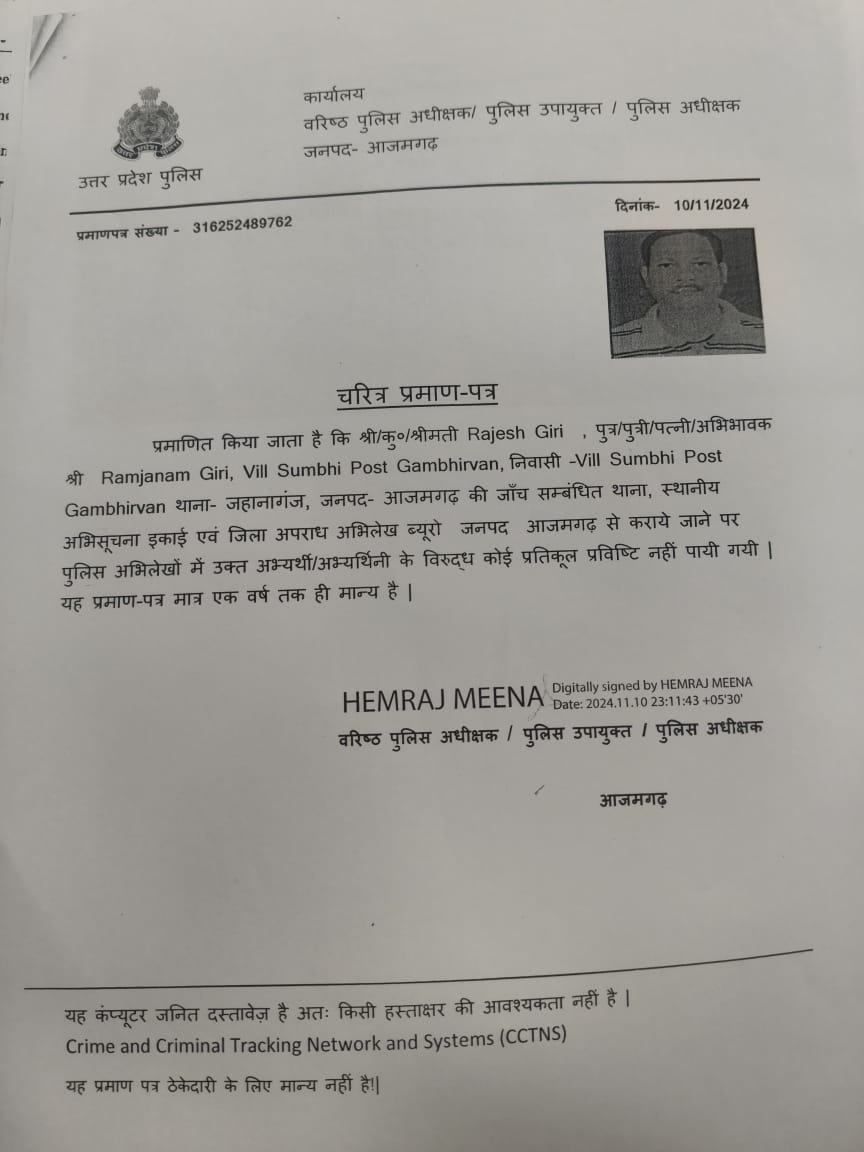 कार्यालय
वरिष्ठ पुलिस अधीक्षक/ पुलिस उपायुक्त / पुलिस अधीक्षक
जनपद- आजमगढ़
उत्तर प्रदेश पुलिस
दिनांक- 10/11/2024
प्रमाणपत्र संख्या - 316252489762
चरित्र प्रमाण-पत्र
प्रमाणित किया जाता है कि श्री/कु०/श्रीमती Rajesh Giri , पुत्र/पुत्री/पत्नी/अभिभावक
श्री Ramjanam Giri, Vill Sumbhi Post Gambhirvan, निवासी -Vill Sumbhi Post
Gambhirvan थाना- जहानागंज, जनपद- आजमगढ़ की जाँच सम्बंधित थाना, स्थानीय
अभिसूचना इकाई एवं जिला अपराध अभिलेख ब्यूरो जनपद आजमगढ़ से कराये जाने पर
पुलिस अभिलेखों में उक्त अभ्यर्थी/अभ्यर्थिनी के विरुद्ध कोई प्रतिकूल प्रविष्टि नहीं पायी गयी |
यह प्रमाण-पत्र मात्र एक वर्ष तक ही मान्य है |
HEMRAJ MEENA
Digitally signed by HEMRAJ MEENA
Date: 2024.11.10 23:11:43 +05'30'
वरिष्ठ पुलिस अधीक्षक / पुलिस उपायुक्त / पुलिस अधीक्षक
आजमगढ़
यह कंप्यूटर जनित दस्तावेज़ है अतः किसी हस्ताक्षर की आवश्यकता नहीं है |
Crime and Criminal Tracking Network and Systems (CCTNS)
यह प्रमाण पत्र ठेकेदारी के लिए मान्य नहीं है!|